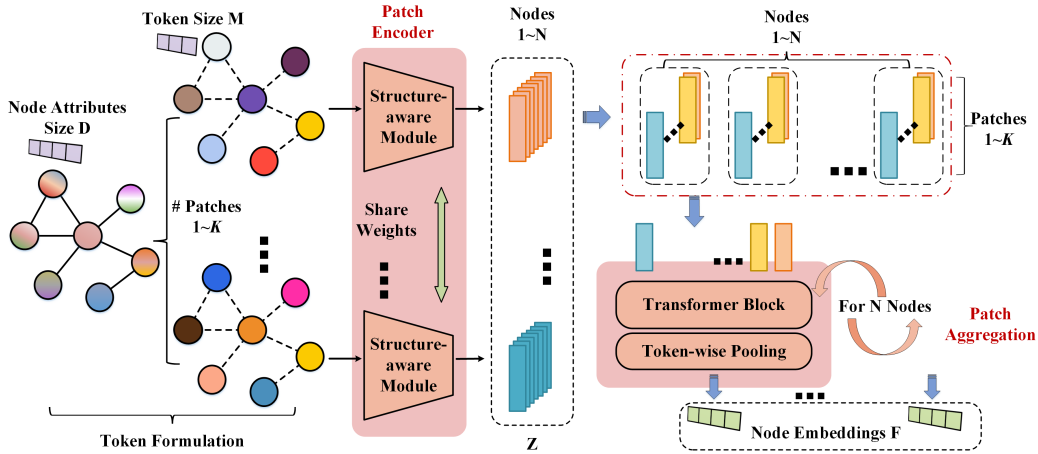 Token Size M
Patch
Encoder
Nodes
1~N
Nodes
1~N
Node Attributes
Size D
Structure-
aware
Module
Patches
1~K
# Patches
1~K
Share
Weights
Transformer Block
For N Nodes
Patch
Aggregation
Token-wise Pooling
Structure-
aware
Module
Token Formulation
Z
Node Embeddings F